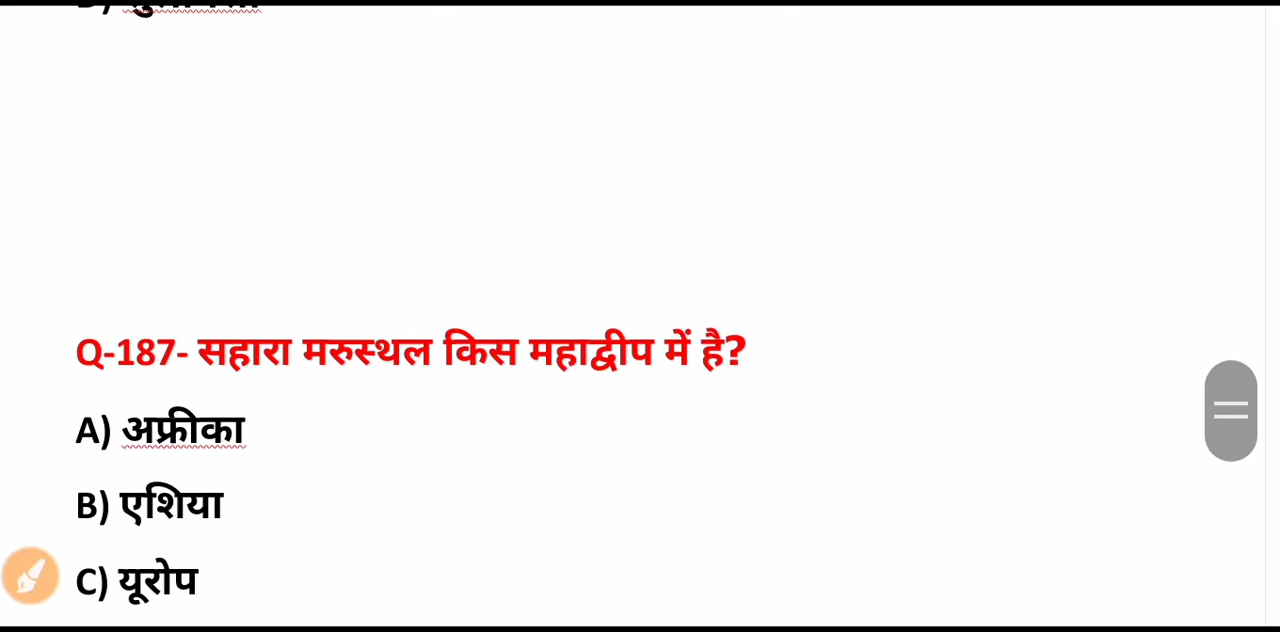 Q-187- सहारा मरुस्थल किस महाद्वीप में है?
A) अफ्रीका
B) एशिया
C) यूरोप